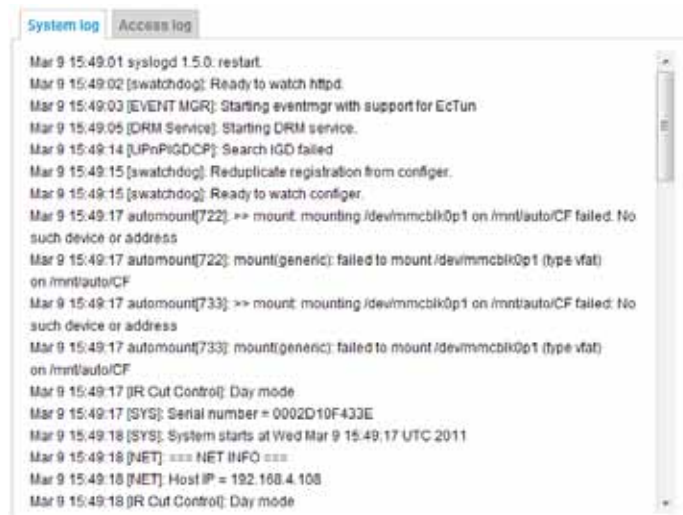 System log Access log
Mar 9 15:49:01 syslogd 1.5.0: restart.
Mar 9 15:49:02 [swatchdog]: Ready to watch httpd.
Mar 9 15:49:03 [EVENT MGR]: Starting eventmgr with support for EcTun
Mar 9 15:49:05 [DRM Service]: Starting DRM service.
Mar 9 15:49:14 [UPnPIGDCP]: Search IGD failed
Mar 9 15:49:15 [swatchdog]: Reduplicate registration from configer.
Mar 9 15:49:15 [swatchdog]: Ready to watch configer.
Mar 9 15:49:17 automount[722]: >> mount: mounting /dev/mmcblk0p1 on /mnt/auto/CF failed: No
such device or address
Mar 9 15:49:17 automount[722]: mount(generic): failed to mount /dev/mmcblk0p1 (type vfat)
on /mnt/auto/CF
Mar 9 15:49:17 automount[733]: >> mount: mounting /dev/mmcblk0p1 on /mnt/auto/CF failed: No
such device or address
Mar 9 15:49:17 automount[733]: mount(generic): failed to mount /dev/mmcblk0p1 (type vfat)
on /mnt/auto/CF
Mar 9 15:49:17 [IR Cut Control]: Day mode
Mar 9 15:49:17 [SYS]: Serial number = 0002D10F433E
Mar 9 15:49:18 [SYS]: System starts at Wed Mar 9 15:49:17 UTC 2011
Mar 9 15:49:18 [NET]: === NET INFO ===
Mar 9 15:49:18 [NET]: Host IP = 192.168.4.108
Mar 9 15:49:18 [IR Cut Control]: Day mode